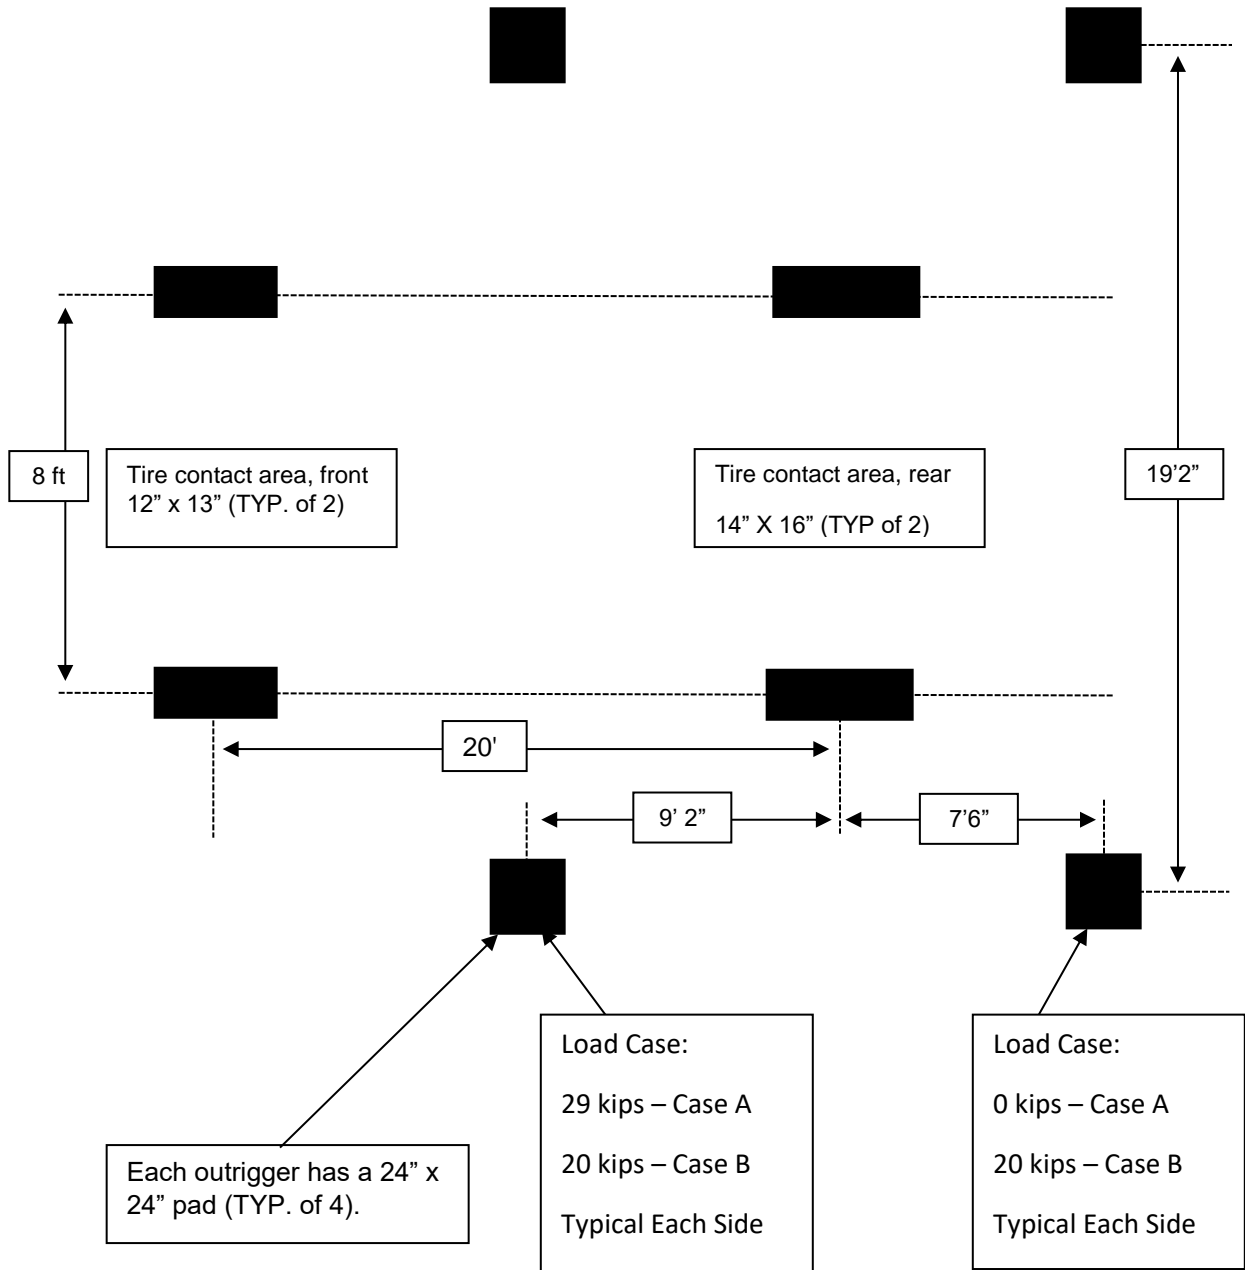 8 ft
Tire contact area, front
12” x 13” (TYP. of 2)
Tire contact area, rear
14” X 16” (TYP of 2)
19’2”
20'
9’ 2”
7’6”
Each outrigger has a 24” x
24” pad (TYP. of 4).
Load Case:
29 kips – Case A
20 kips – Case B
Typical Each Side
Load Case:
0 kips – Case A
20 kips – Case B
Typical Each Side